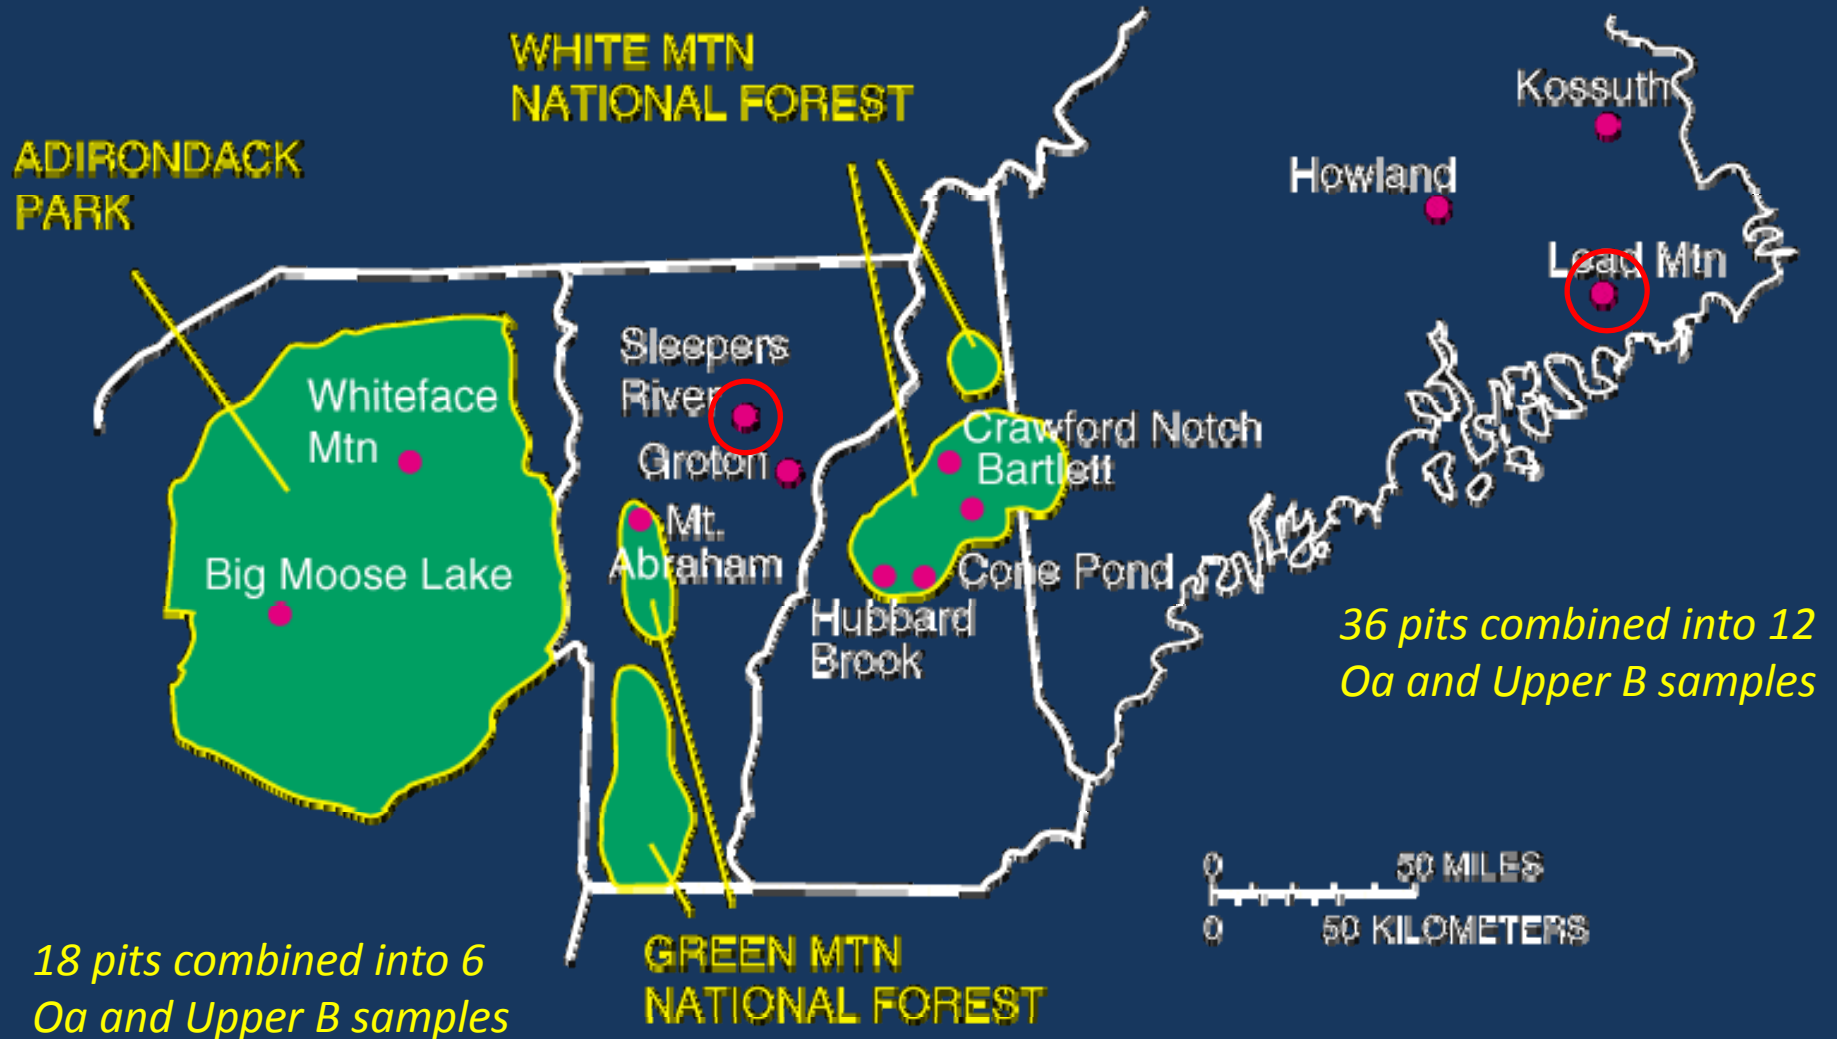 WHITE MTN
NATIONAL FOREST
ADIRONDACK
PARK
Kossuth
Howland
Lead Mtn
Sleepers
River
Whiteface
Mtn
Groton
Crawford Notch
Bartlett
Mt.
Abraham
Big Moose Lake
Cone Pond
Hubbard
Brook
36 pits combined into 12
Oa and Upper B samples
0 50 MILES
0 50 KILOMETERS
GREEN MTN
NATIONAL FOREST
18 pits combined into 6
Oa and Upper B samples